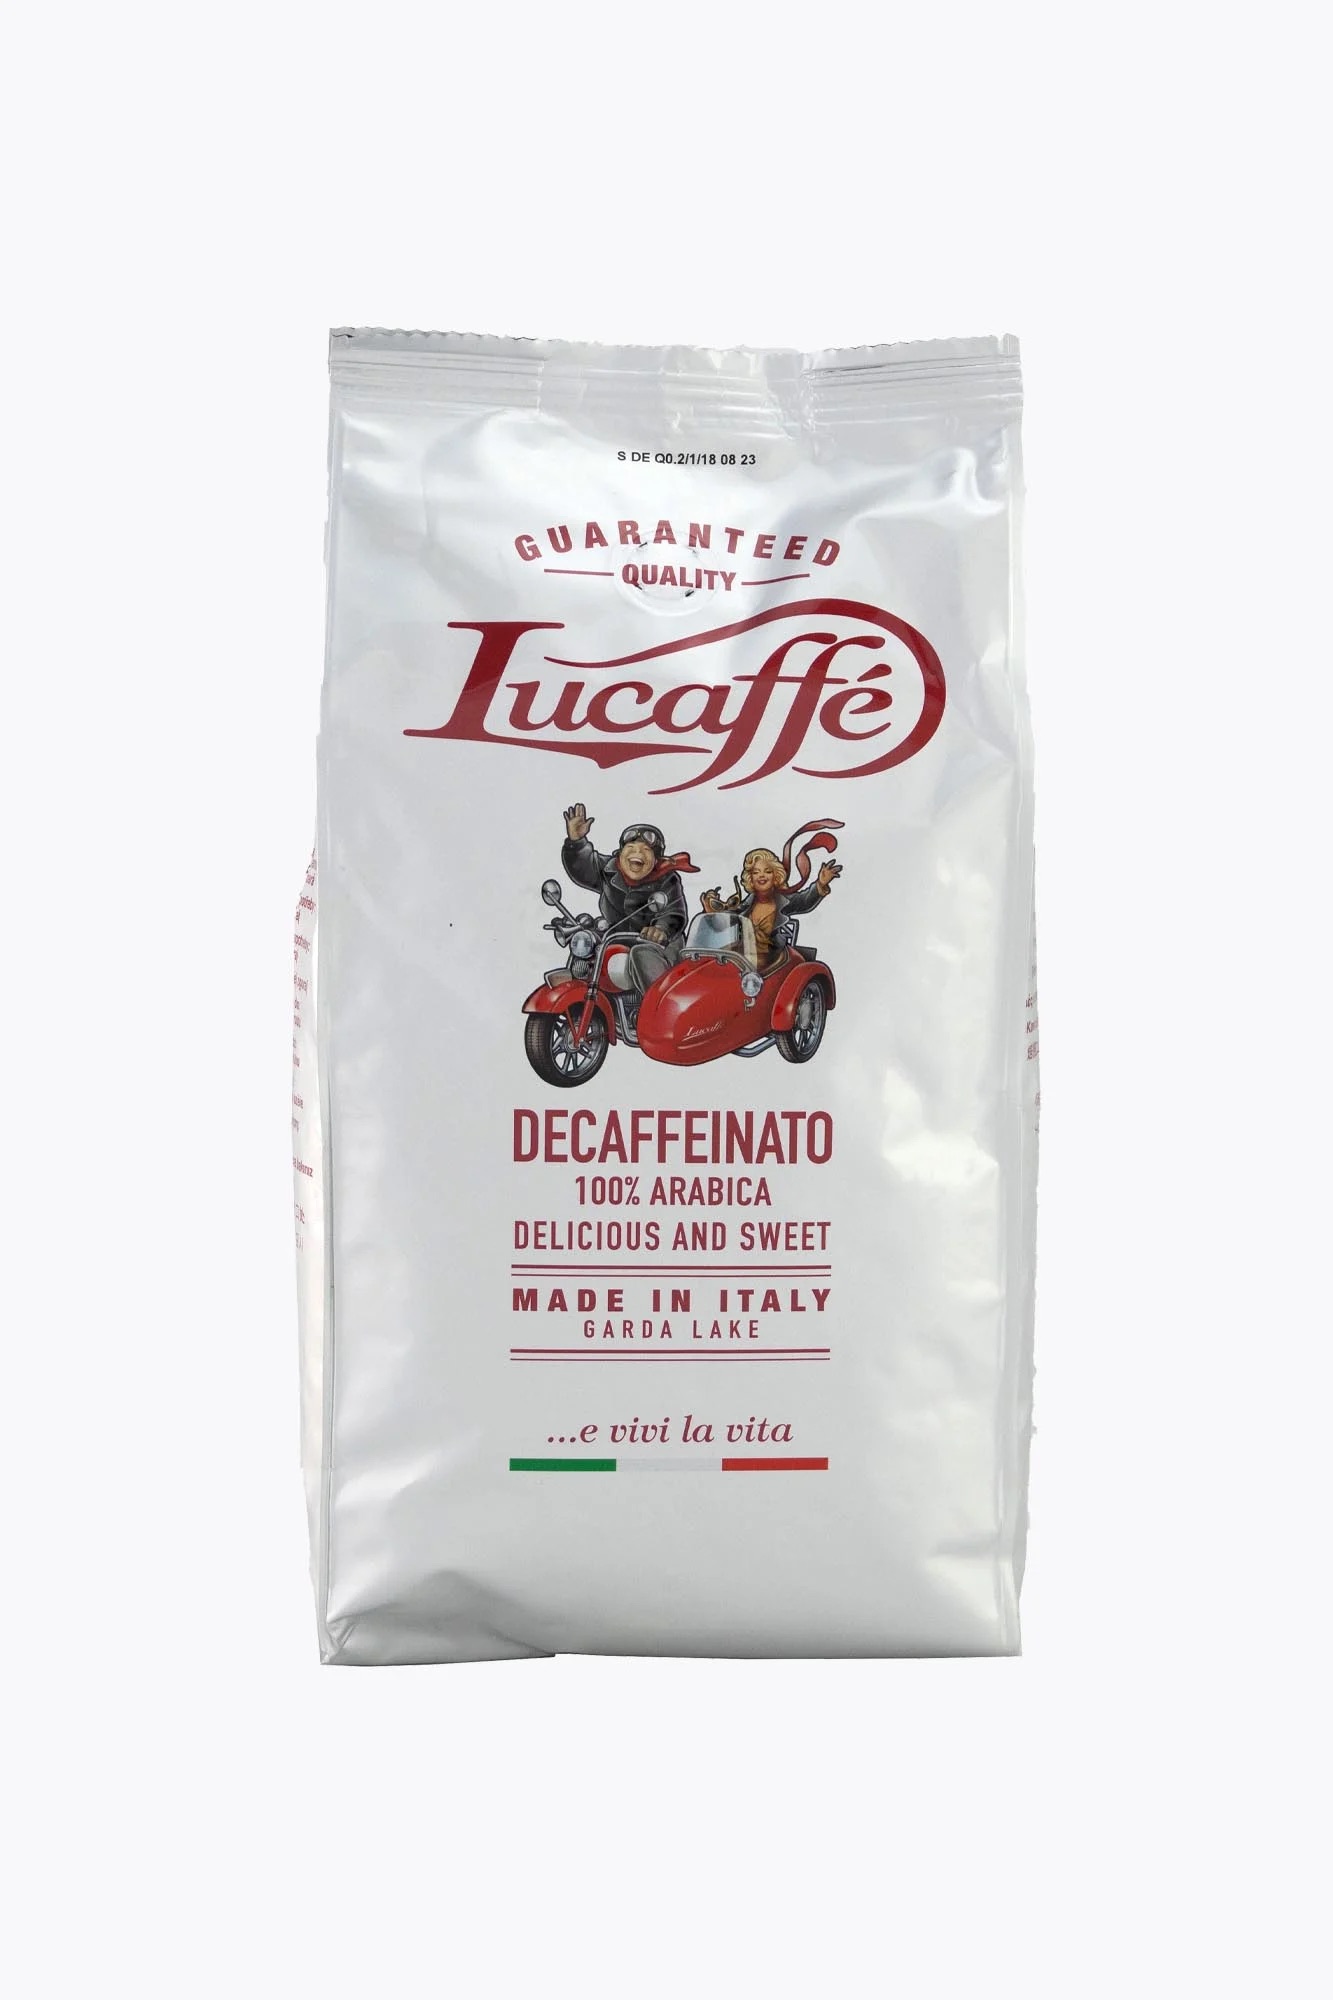 S DE Q0.2/1/18 08 23
GUARANTEED
QUALITY
Lucaffé
Lucaffé
DECAFFEINATO
100% ARABICA
DELICIOUS AND SWEET
MADE IN ITALY
GARDA LAKE
...e vivi la vita